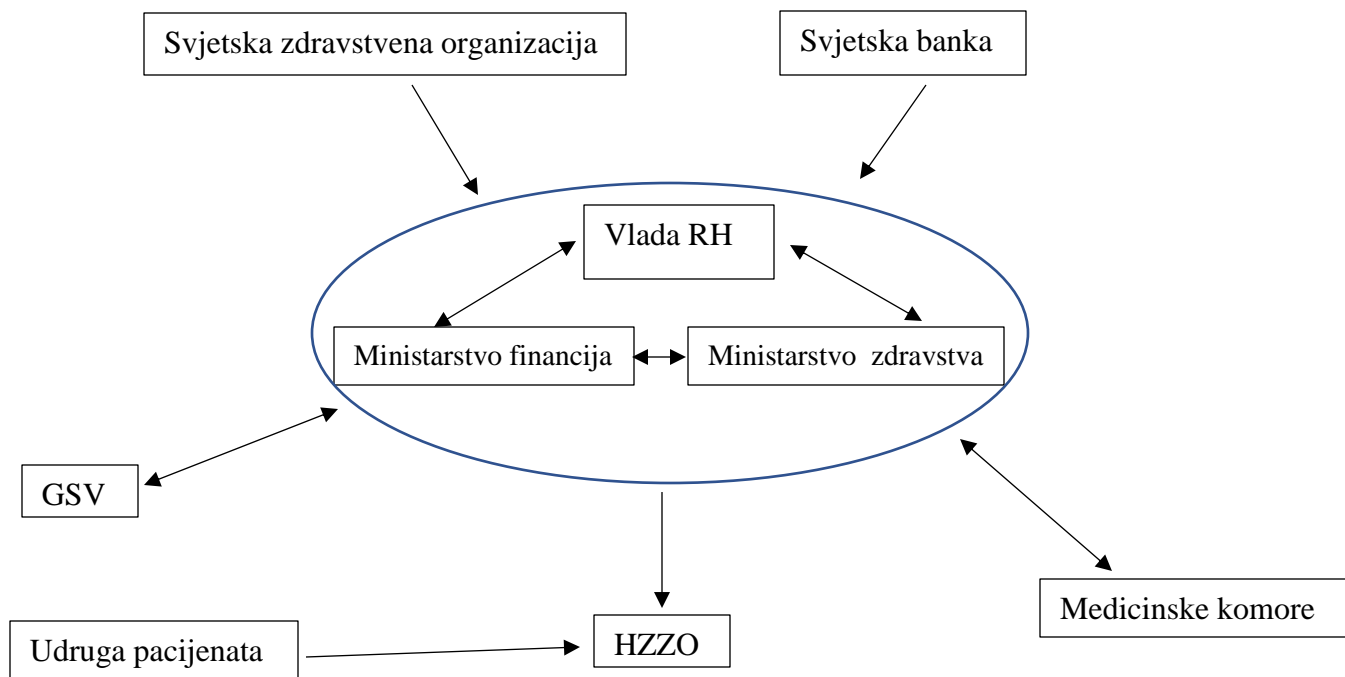 Svjetska zdravstvena organizacija
Svjetska banka
Vlada RH
Ministarstvo financija
Ministarstvo zdravstva
GSV
Medicinske komore
Udruga pacijenata
HZZO